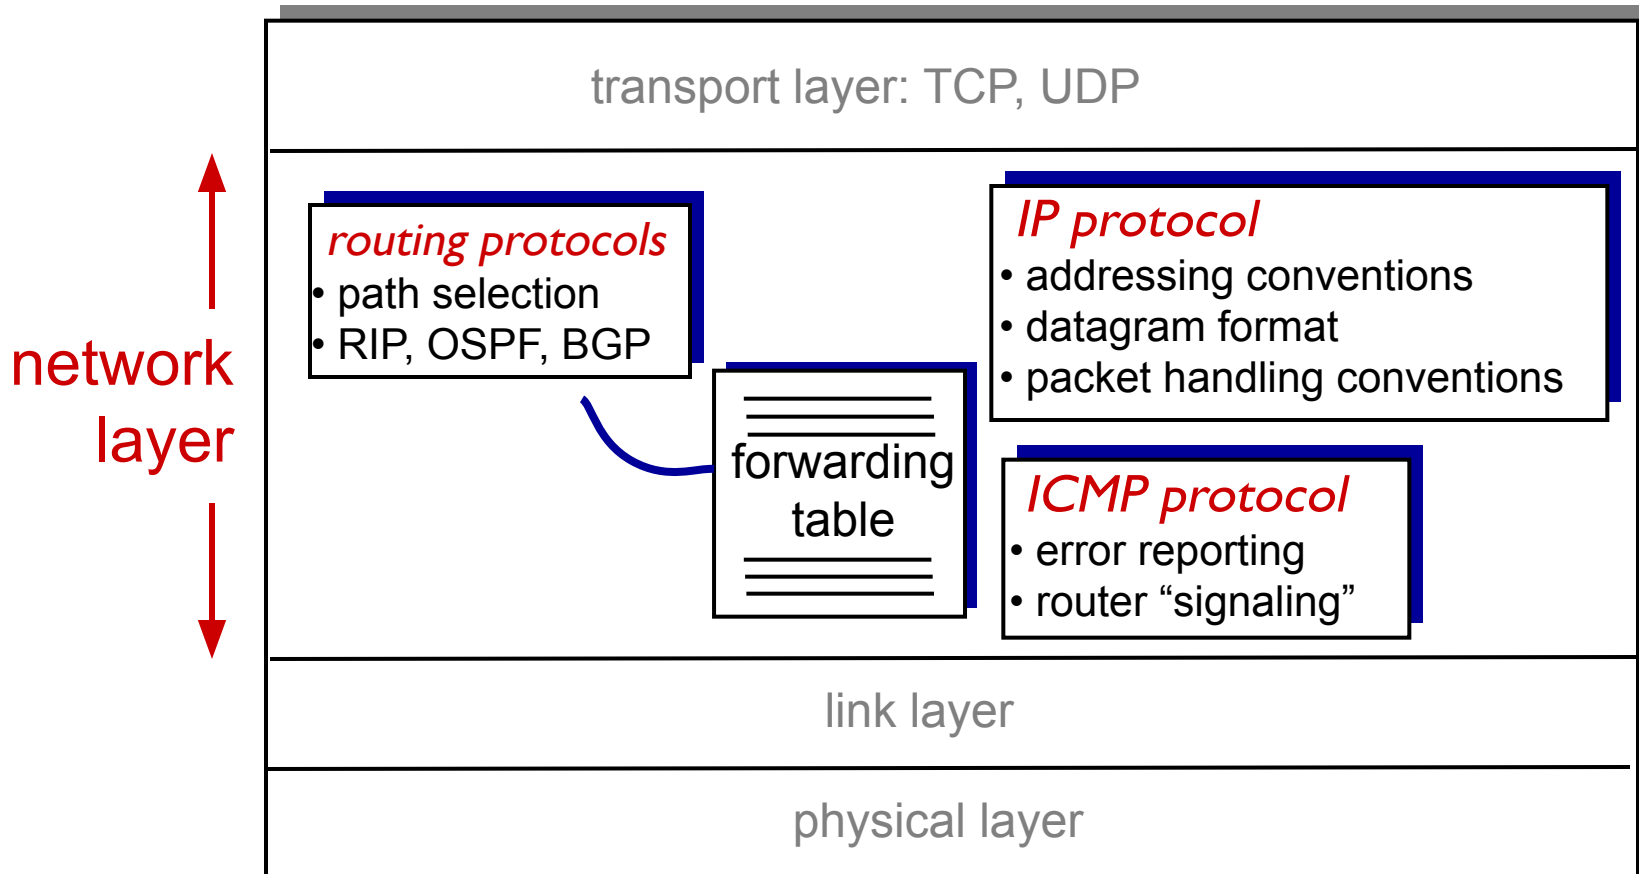 transport layer: TCP, UDP
network
layer
routing protocols
• path selection
• RIP, OSPF, BGP
forwarding
table
IP protocol
• addressing conventions
• datagram format
• packet handling conventions
ICMP protocol
• error reporting
• router “signaling”
link layer
physical layer